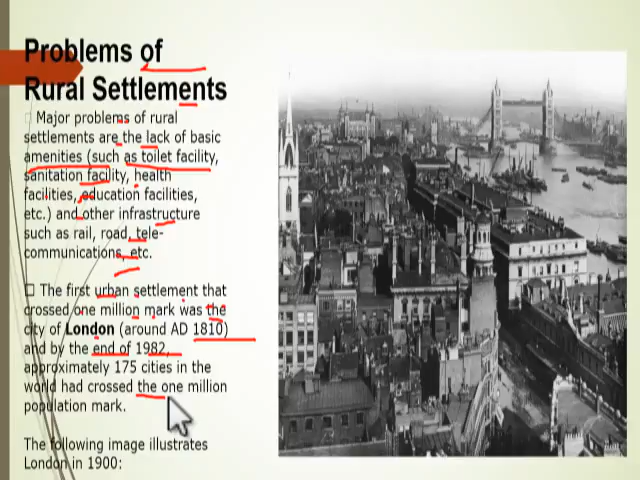 Problems of
Rural Settlements
Major problems of rural
settlements are the lack of basic
amenities (such as toilet facility,
sanitation facility, health
facilities, education facilities,
etc.) and other infrastructure
such as rail, road, tele-
communications, etc.
The first urban settlement that
crossed one million mark was the
city of London (around AD 1810)
and by the end of 1982,
approximately 175 cities in the
world had crossed the one million
population mark.
The following image illustrates
London in 1900: